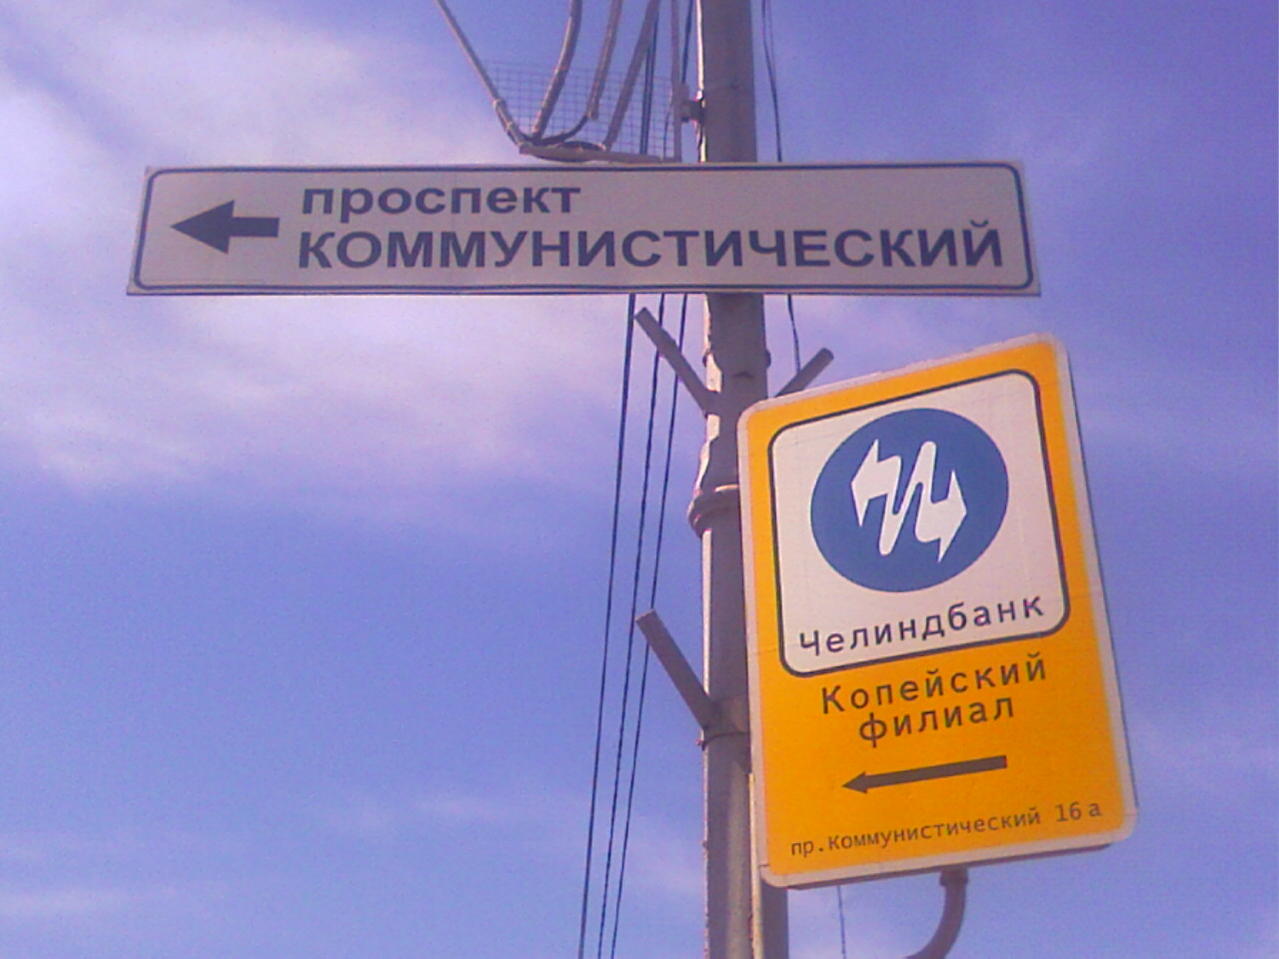 проспект
КОММУНИСТИЧЕСКИЙ
Челиндбанк
Копейский
филиал
пр.Коммунистический 16а